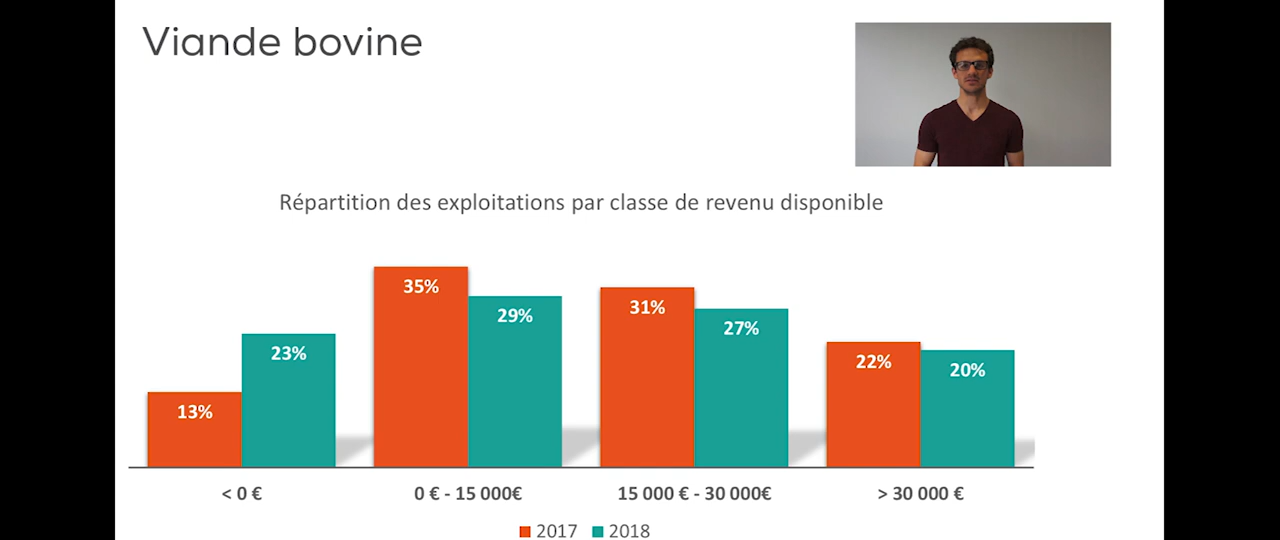 Viande bovine
Répartition des exploitations par classe de revenu disponible
13%
23%
35%
29%
31%
27%
22%
20%
< 0 €
0 € - 15 000€
15 000 € - 30 000€
> 30 000 €
2017
2018